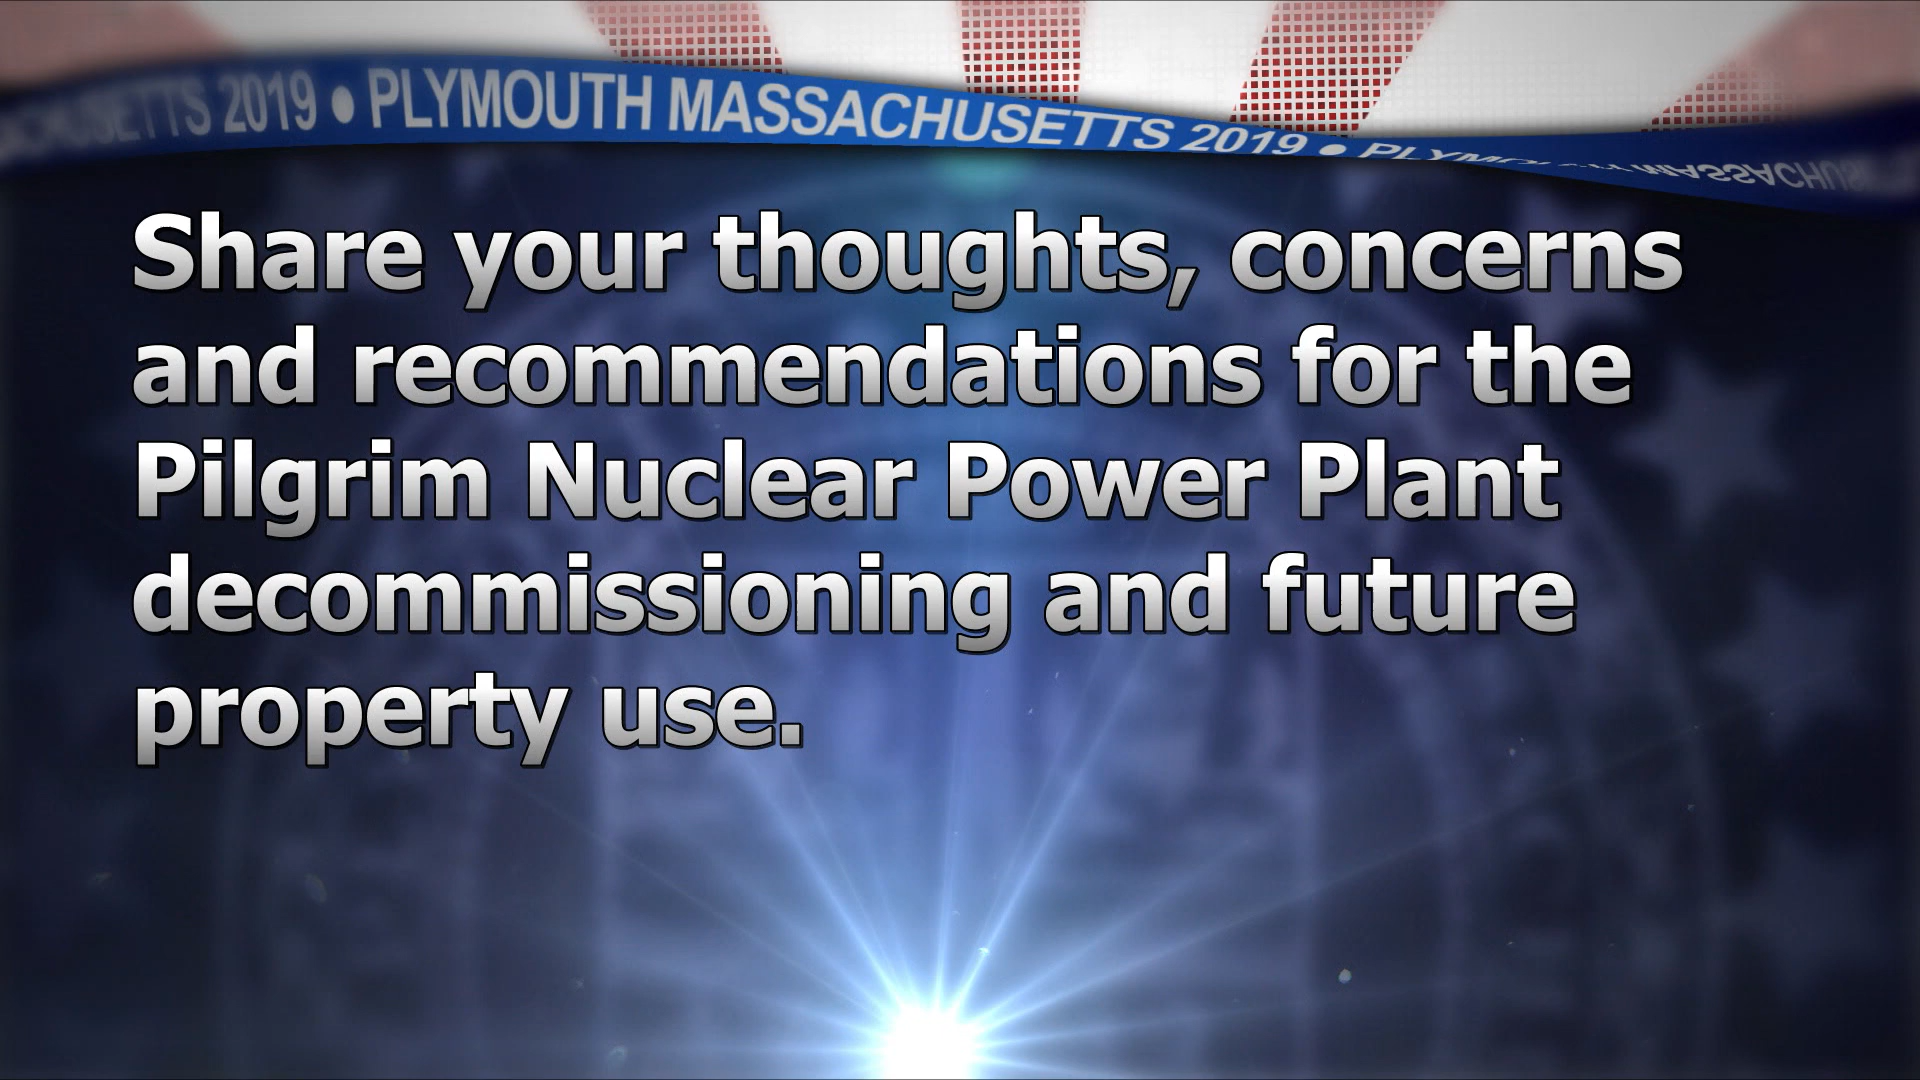 SETTS 2019 • PLYMOUTH MASSACHUSETTS 2019 •
Share your thoughts, concerns
and recommendations for the
Pilgrim Nuclear Power Plant
decommissioning and future
property use.